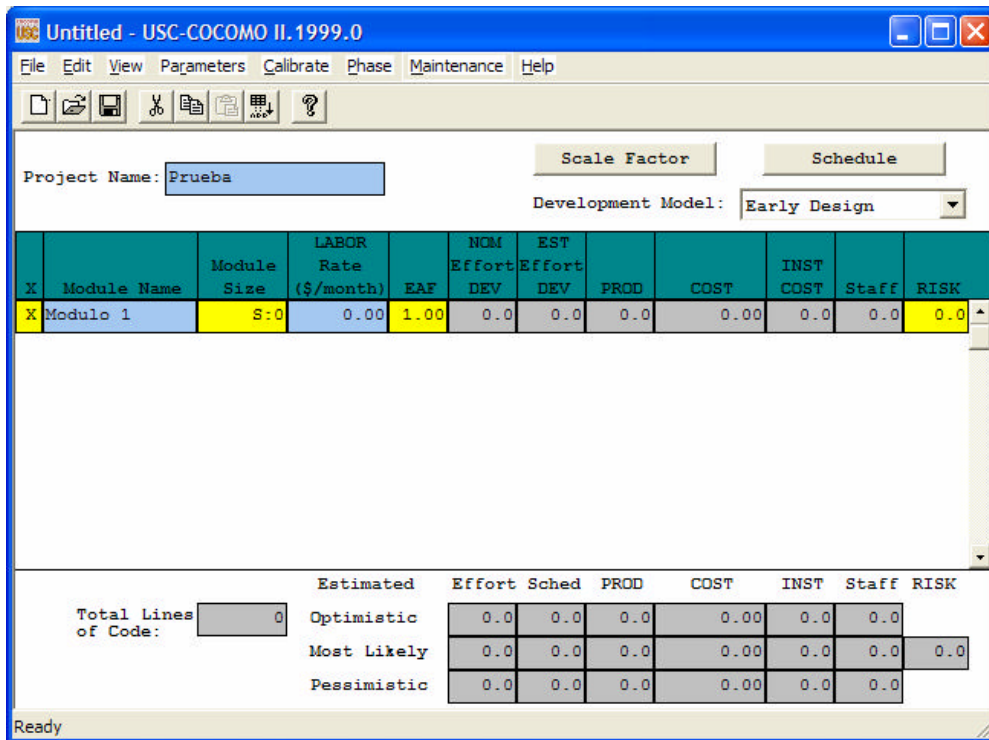 Untitled - USC-COCOMO II.1999.0
File Edit View Parameters Calibrate Phase Maintenance Help
Scale Factor Schedule
Project Name: Prueba
Development Model: Early Design
X Module Name Module Size LABOR Rate ($/month) EAF NOM Effort DEV EST Effort DEV PROD COST INST COST Staff RISK
X Modulo 1 S:0 0.00 1.00 0.0 0.0 0.0 0.00 0.0 0.0 0.0
Estimated Effort Sched PROD COST INST Staff RISK
Total Lines of Code: 0 Optimistic 0.0 0.0 0.0 0.00 0.0 0.0
Most Likely 0.0 0.0 0.0 0.00 0.0 0.0 0.0
Pessimistic 0.0 0.0 0.0 0.00 0.0 0.0
Ready